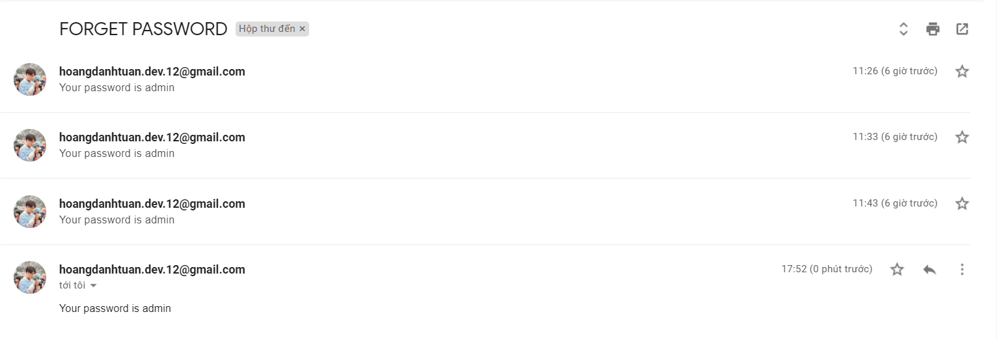 FORGET PASSWORD Hộp thư đến ×
hoangdanhtuan.dev.12@gmail.com 11:26 (6 giờ trước)
Your password is admin
hoangdanhtuan.dev.12@gmail.com 11:33 (6 giờ trước)
Your password is admin
hoangdanhtuan.dev.12@gmail.com 11:43 (6 giờ trước)
Your password is admin
hoangdanhtuan.dev.12@gmail.com 17:52 (0 phút trước)
tới tôi
Your password is admin